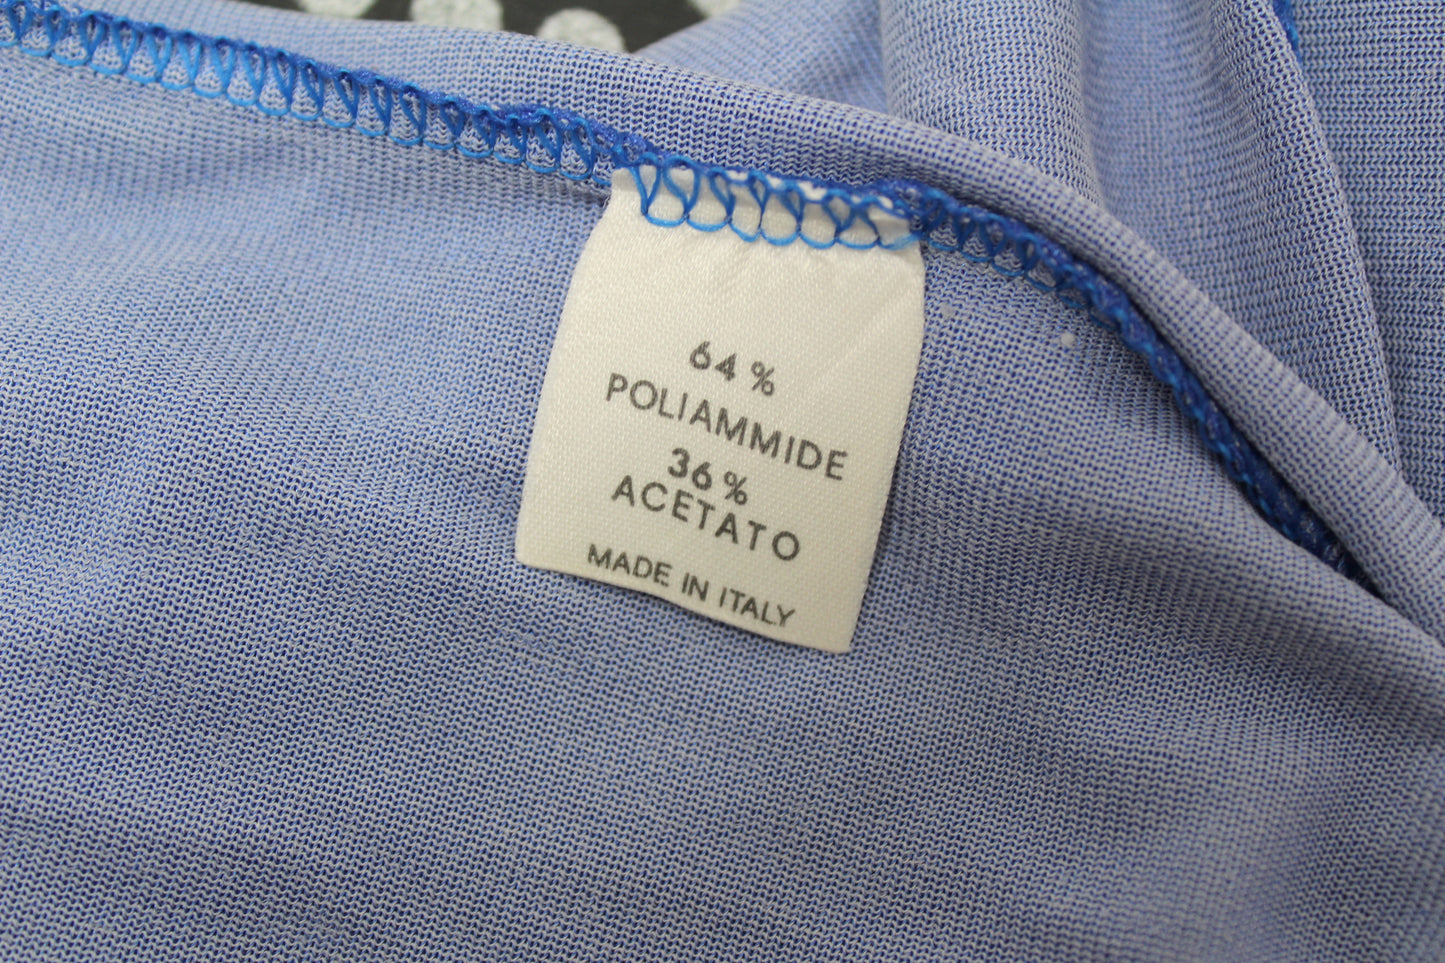 64 %
POLIAMMIDE
36 %
ACETATO
MADE IN ITALY